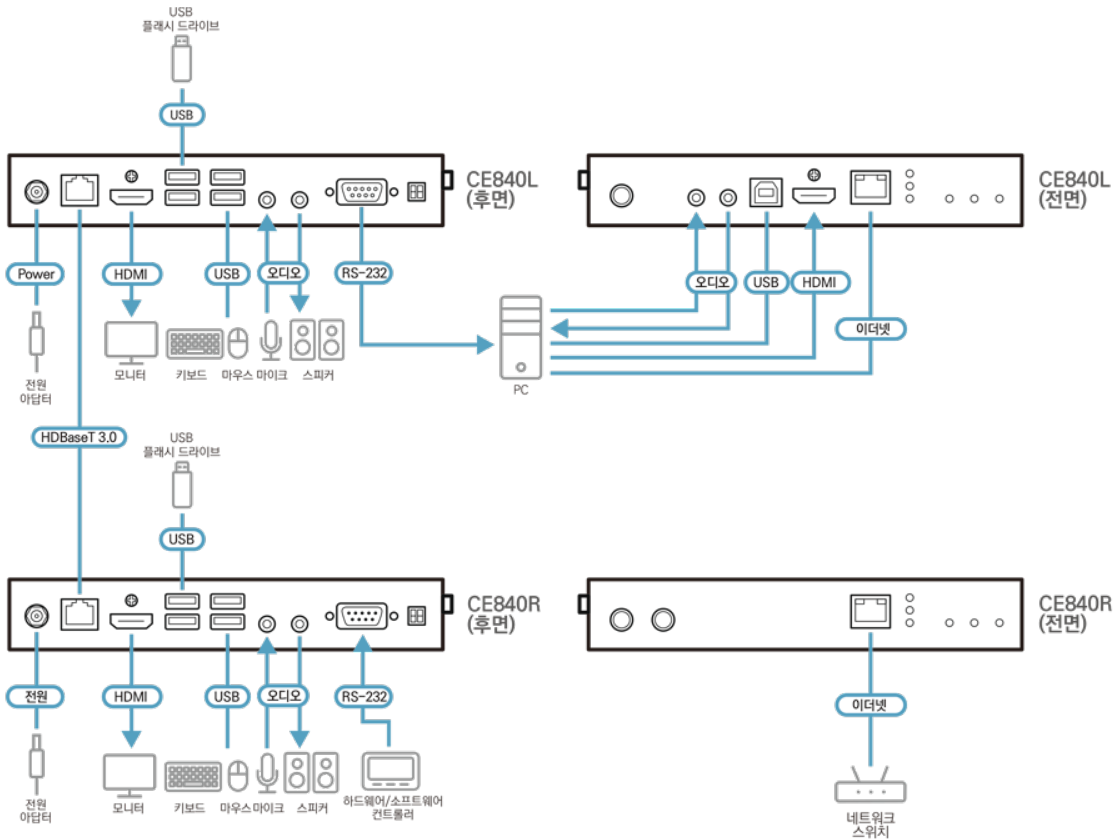 USB
플래시 드라이브
USB
CE840L
(후면)
CE840L
(전면)
Power
HDMI
USB
오디오
RS-232
오디오
USB
HDMI
이더넷
모니터
키보드
마우스
마이크
스피커
PC
전원
아답터
HDBaseT 3.0
USB
플래시 드라이브
USB
CE840R
(후면)
CE840R
(전면)
전원
HDMI
USB
오디오
RS-232
이더넷
모니터
키보드
마우스
마이크
스피커
하드웨어/소프트웨어
컨트롤러
전원
아답터
네트워크
스위치